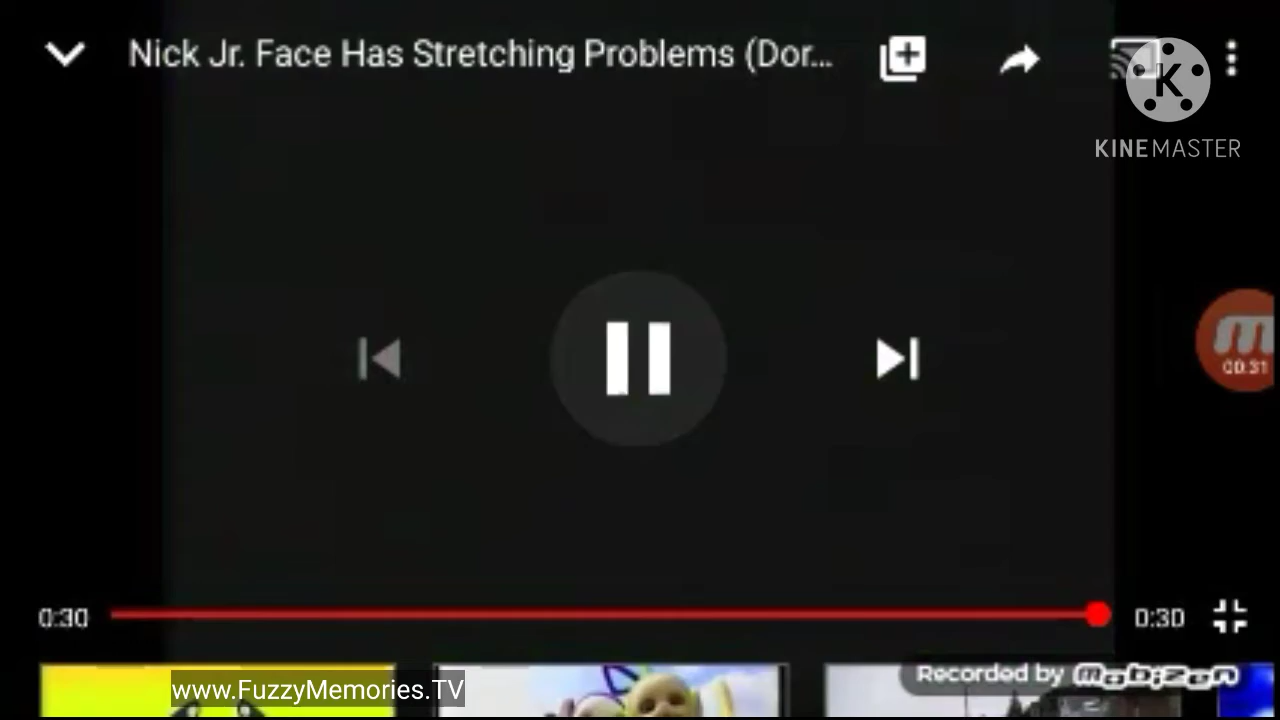 Nick Jr. Face Has Stretching Problems (Dor...
K
KINEMASTER
m
00:31
0:30
0:30
www.FuzzyMemories.TV
Recorded by Mobizen